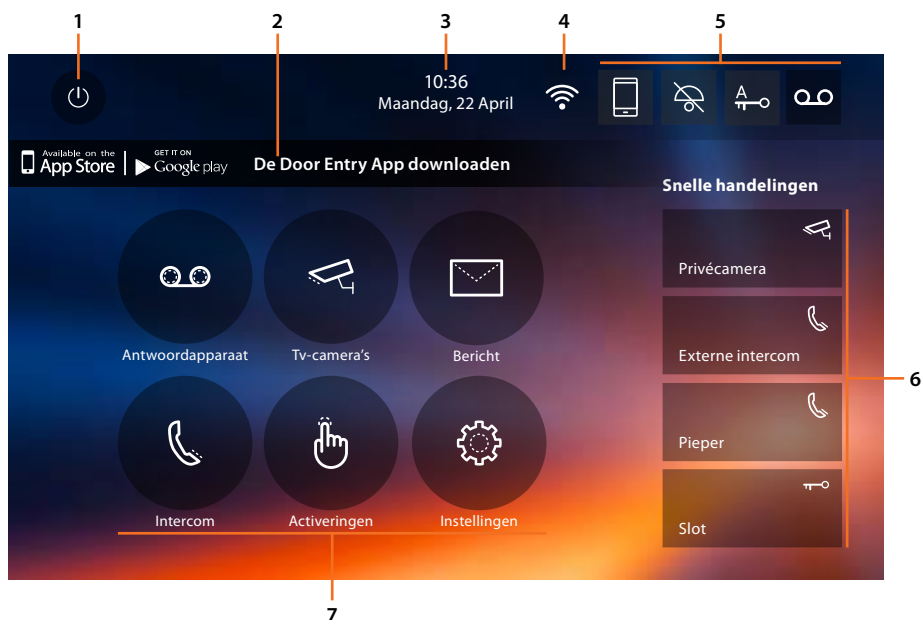 1 2 3 4 5
10:36
Maandag, 22 April
A
Available on the
App Store
GET IT ON
Google play
De Door Entry App downloaden
Snelle handelingen
Privécamera
Externe intercom
6
Pieper
Slot
Antwoordapparaat Tv-camera’s Bericht
Intercom Activeringen Instellingen
7